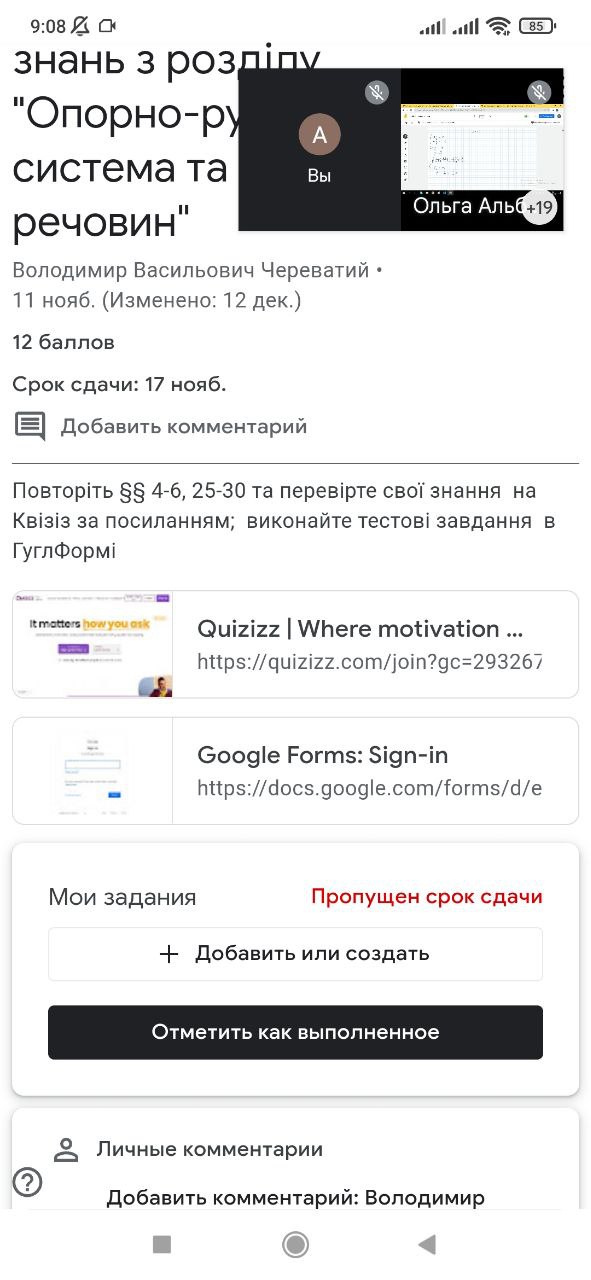 9:08
85
знань з розділу
"Опорно-ру
система та
речовин"
А
Вы
Ольга Альб
+19
Володимир Васильович Череватий •
11 нояб. (Изменено: 12 дек.)
12 баллов
Срок сдачи: 17 нояб.
Добавить комментарий
Повторіть §§ 4-6, 25-30 та перевірте свої знання на
Квізіз за посиланням; виконайте тестові завдання в
ГуглФормі
It matters how you ask
Quizizz | Where motivation ...
https://quizizz.com/join?gc=293267
Google Forms: Sign-in
https://docs.google.com/forms/d/e
Мои задания
Пропущен срок сдачи
+ Добавить или создать
Отметить как выполненное
Личные комментарии
?
Добавить комментарий: Володимир